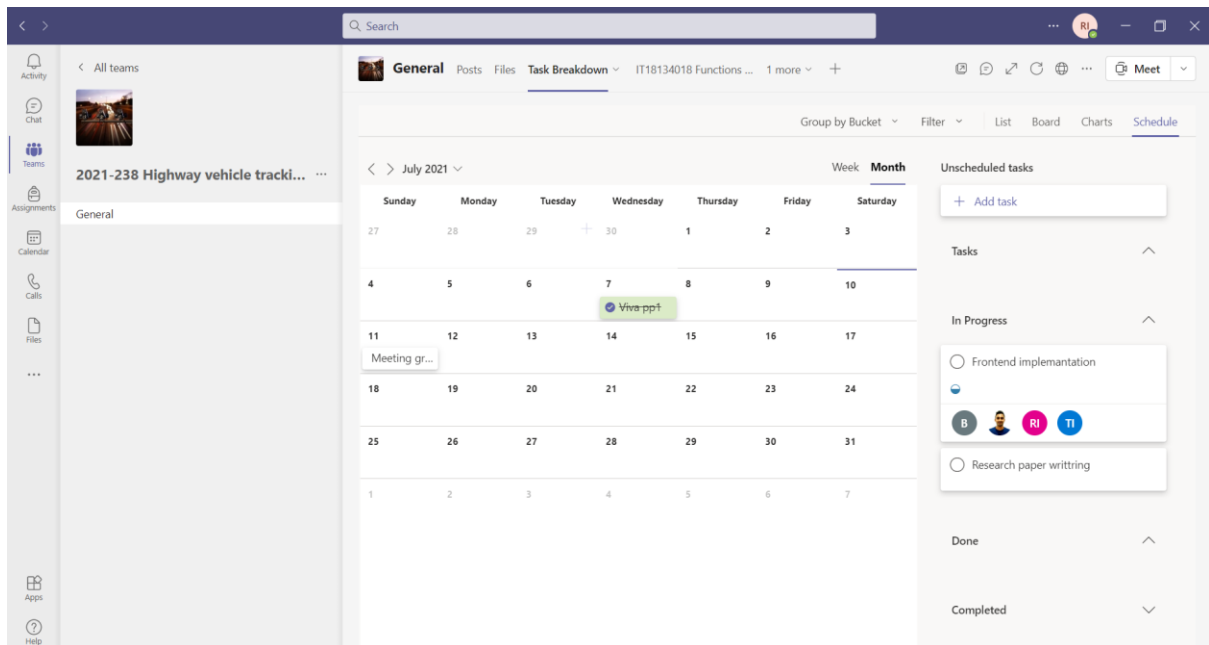 Search
RI
Activity
Chat
Teams
Assignments
Calendar
Calls
Files
Apps
Help
All teams
2021-238 Highway vehicle tracki...
General
General Posts Files Task Breakdown IT18134018 Functions ... 1 more
Meet
Group by Bucket Filter List Board Charts Schedule
July 2021
Week Month
Sunday Monday Tuesday Wednesday Thursday Friday Saturday
27 28 29 30 1 2 3
4 5 6 7 8 9 10
Viva pp1
11 12 13 14 15 16 17
Meeting gr...
18 19 20 21 22 23 24
25 26 27 28 29 30 31
1 2 3 4 5 6 7
Unscheduled tasks
Add task
Tasks
In Progress
Frontend implemantation
B RI TI
Research paper writtring
Done
Completed